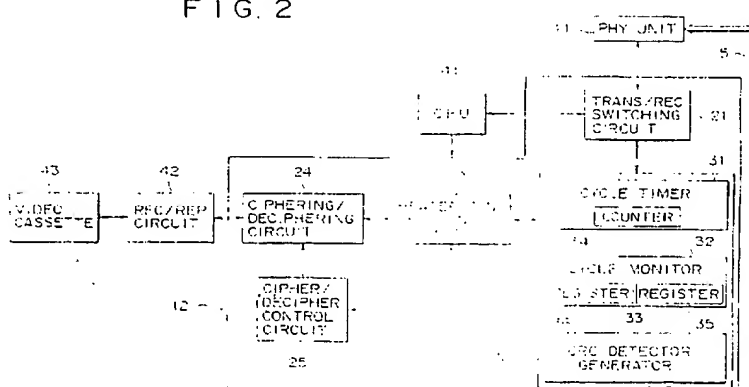 FIG. 2
PHY UNIT
5
41
CPU
TRANS/REC
SWITCHING
CIRCUIT
21
43
42
24
31
VIDEO
CASSETTE
REC/REP
CIRCUIT
CIPHERING/
DECIPHERING
CIRCUIT
CYCLE TIMER
COUNTER
32
CYCLE MONITOR
REGISTER
REGISTER
12
CIPHER/
DECIPHER
CONTROL
CIRCUIT
33
35
25
CRC DETECTOR
GENERATOR